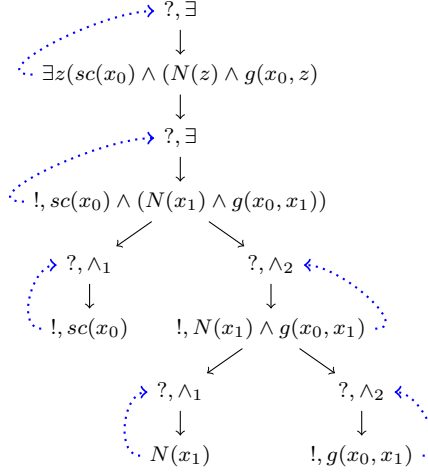 ?, ∃
∃z(sc(x₀) ∧ (N(z) ∧ g(x₀, z)
?, ∃
!, sc(x₀) ∧ (N(x₁) ∧ g(x₀, x₁))
?, ∧₁ ?, ∧₂
!, sc(x₀) !, N(x₁) ∧ g(x₀, x₁)
?, ∧₁ ?, ∧₂
N(x₁) !, g(x₀, x₁)